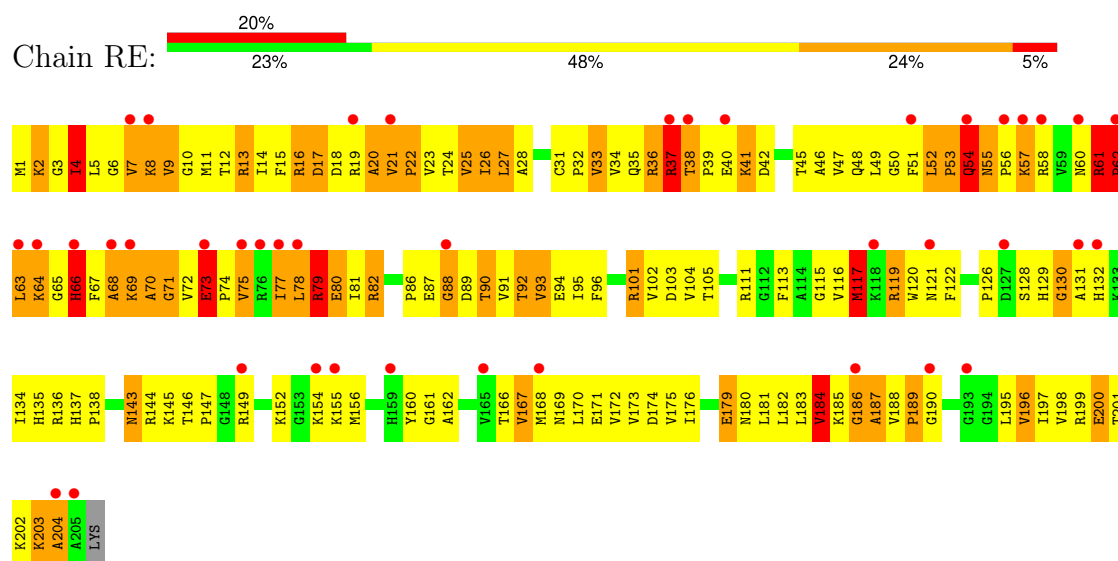 20%
Chain RE:
23% 48% 24% 5%
M1 K2 G3 I4 L5 G6 V7 K8 V9 G10 M11 T12 R13 I14 F15 R16 D17 D18 R19 A20 V21 P22 V23 T24 V25 I26 L27 A28 C31 P32 V33 V34 Q35 R36 R37 T38 P39 E40 K41 D42 T45 A46 V47 Q48 L49 G50 F51 L52 P53 Q54 N55 P56 K57 R58 V59 N60 R61
L63 K64 G65 H66 F67 A68 K69 A70 G71 V72 E73 P74 V75 R76 I77 L78 R79 E80 I81 R82 P86 E87 G88 D89 T90 V91 T92 V93 E94 I95 F96 R101 V102 D103 V104 T105 R111 G112 F113 A114 G115 V116 M117 K118 R119 W120 N121 F122 P126 D127 S128 H129 G130 A131 H132 K133
I134 H135 R136 H137 P138 N143 R144 K145 T146 P147 G148 R149 K152 G153 K154 K155 M156 H159 Y160 G161 A162 V165 T166 V167 M168 N169 L170 E171 V172 V173 D174 V175 I176 E179 N180 L181 L182 L183 V184 K185 G186 A187 V188 P189 G190 G193 G194 L195 V196 I197 V198 R199 E200 T201
K202 K203 A204 A205 LYS